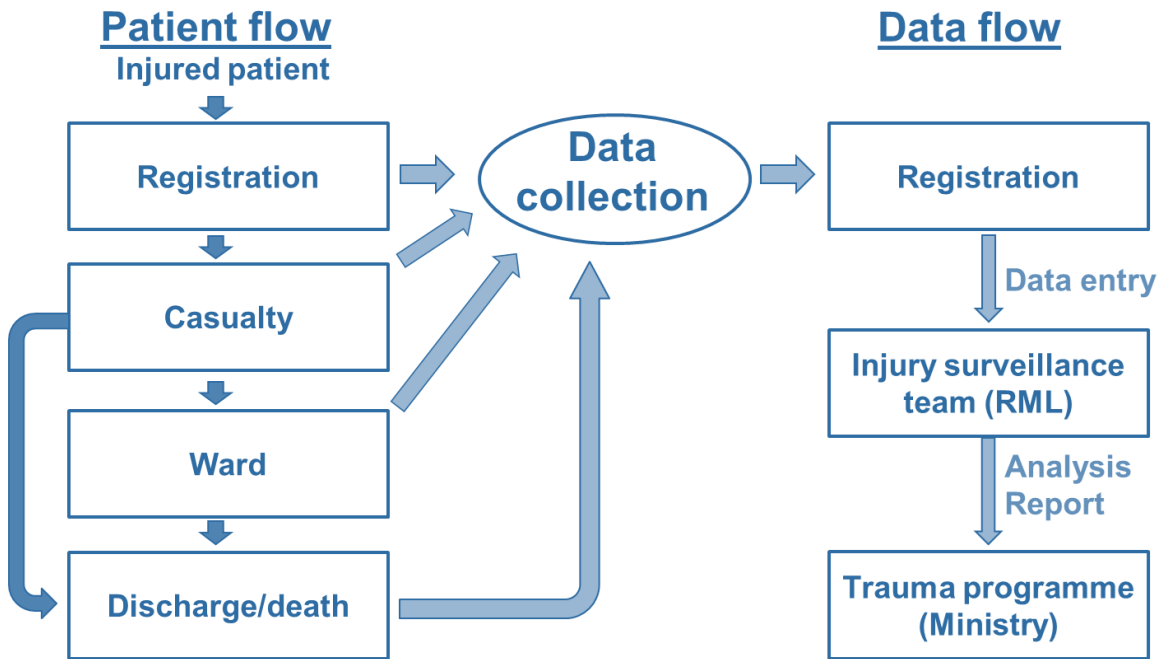 Patient flow
Injured patient
Registration
Casualty
Ward
Discharge/death
Data
collection
Data flow
Registration
Data entry
Injury surveillance
team (RML)
Analysis
Report
Trauma programme
(Ministry)